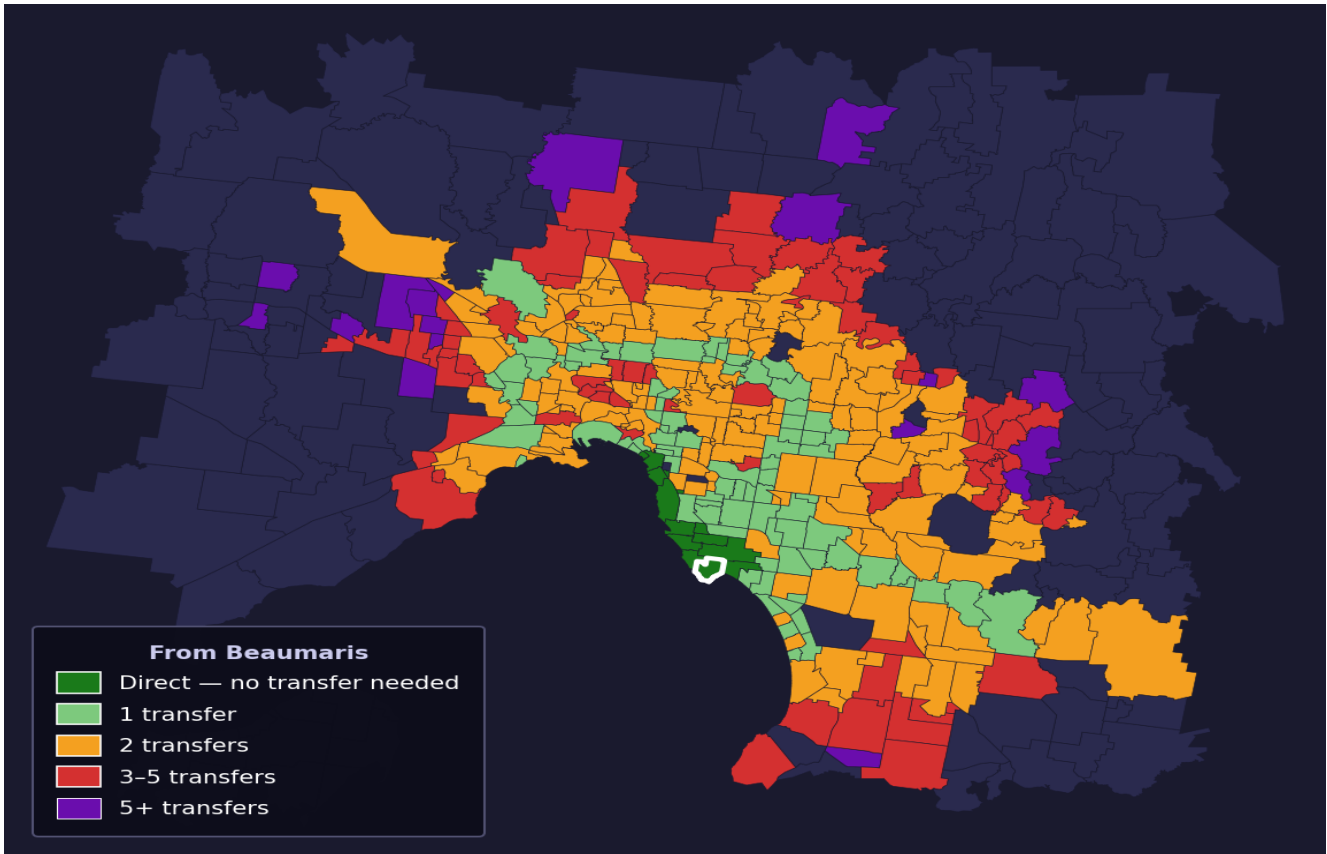 From Beaumaris
Direct — no transfer needed
1 transfer
2 transfers
3–5 transfers
5+ transfers